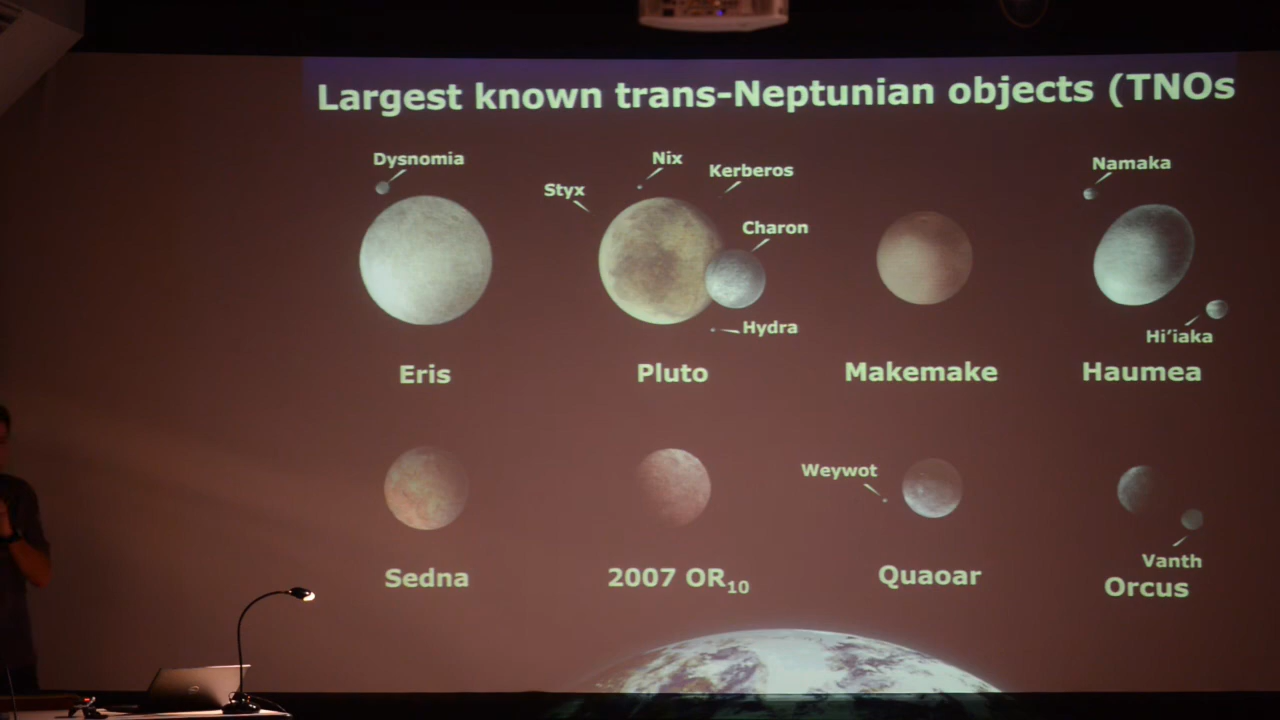 Largest known trans-Neptunian objects (TNOs
Dysnomia
Nix
Kerberos
Styx
Charon
Hydra
Namaka
Hi'iaka
Eris
Pluto
Makemake
Haumea
Weywot
Vanth
Sedna
2007 OR10
Quaoar
Orcus